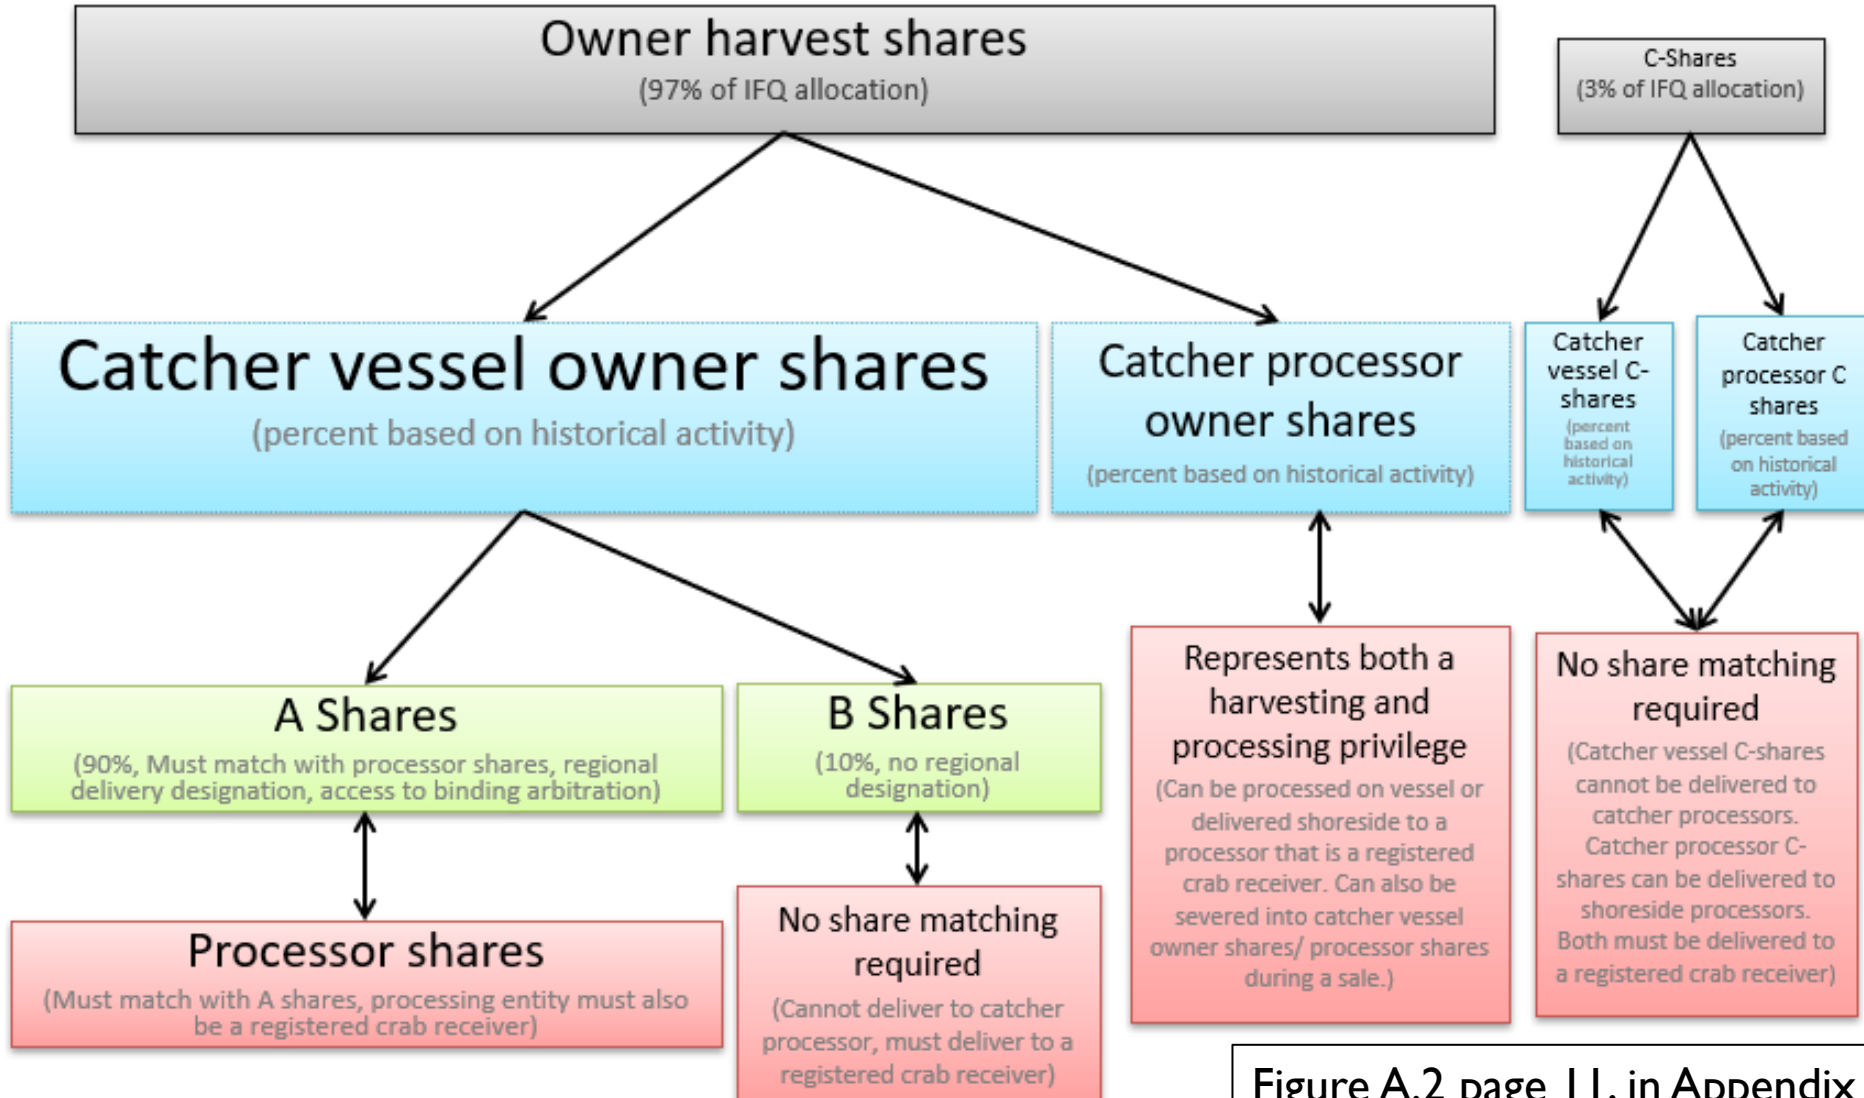 Owner harvest shares
(97% of IFQ allocation)
C-Shares
(3% of IFQ allocation)
Catcher vessel owner shares
(percent based on historical activity)
Catcher processor
owner shares
(percent based on historical activity)
Catcher
vessel C-
shares
(percent
based on
historical
activity)
Catcher
processor C
shares
(percent based
on historical
activity)
A Shares
(90%, Must match with processor shares, regional
delivery designation, access to binding arbitration)
B Shares
(10%, no regional
designation)
Represents both a
harvesting and
processing privilege
(Can be processed on vessel or
delivered shoreside to a
processor that is a registered
crab receiver. Can also be
severed into catcher vessel
owner shares/ processor shares
during a sale.)
No share matching
required
(Catcher vessel C-shares
cannot be delivered to
catcher processors.
Catcher processor C-
shares can be delivered to
shoreside processors.
Both must be delivered to
a registered crab receiver)
Processor shares
(Must match with A shares, processing entity must also
be a registered crab receiver)
No share matching
required
(Cannot deliver to catcher
processor, must deliver to a
registered crab receiver)
Figure A.2 page 11, in Appendix